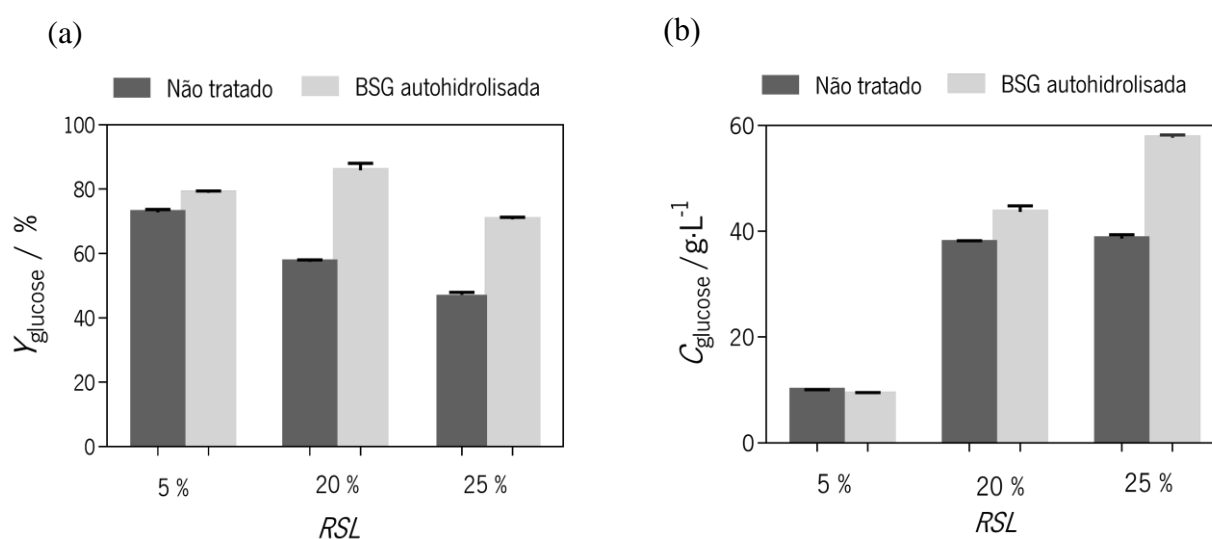 (a)
Não tratado BSG autohidrolisada
100
80
60
40
20
0
Yglucose / %
5 % 20 % 25 %
RSL
(b)
Não tratado BSG autohidrolisada
60
40
20
0
Cglucose / g·L-1
5 % 20 % 25 %
RSL